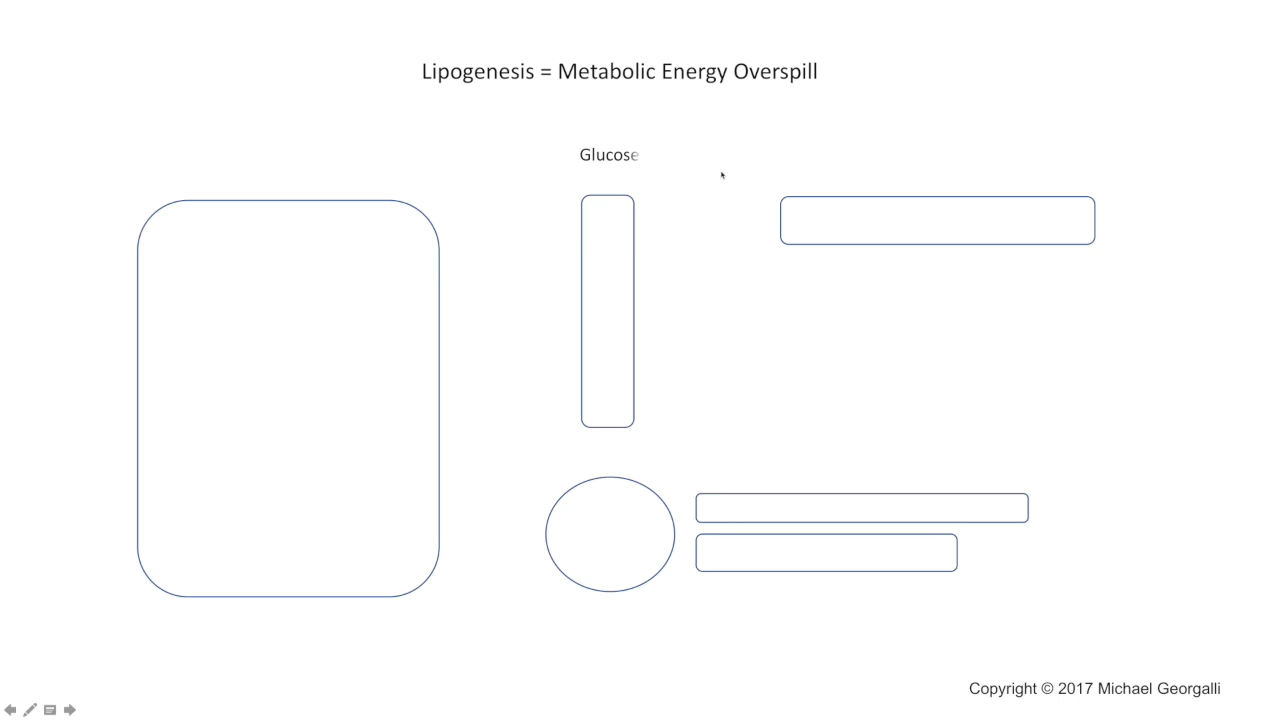 Lipogenesis = Metabolic Energy Overspill
Glucose
Copyright © 2017 Michael Georgalli